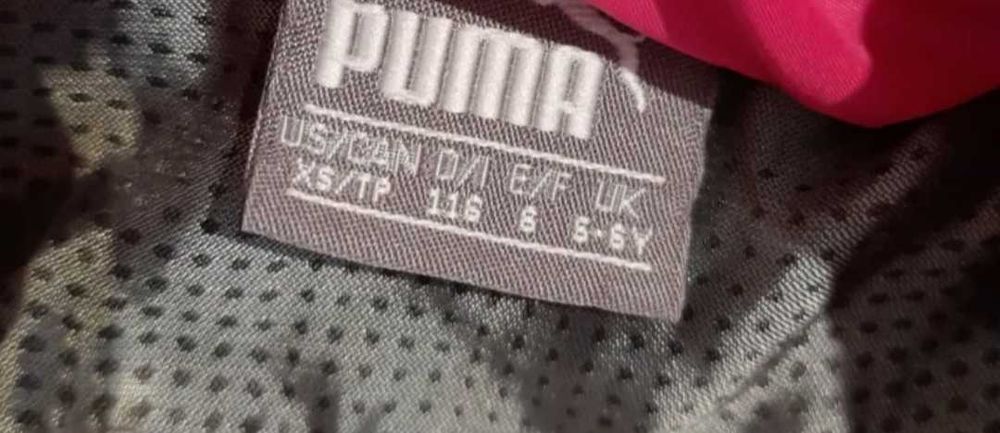 PUMA
US/CAN D/I E/F UK
XS/TP 116 6 5-6Y